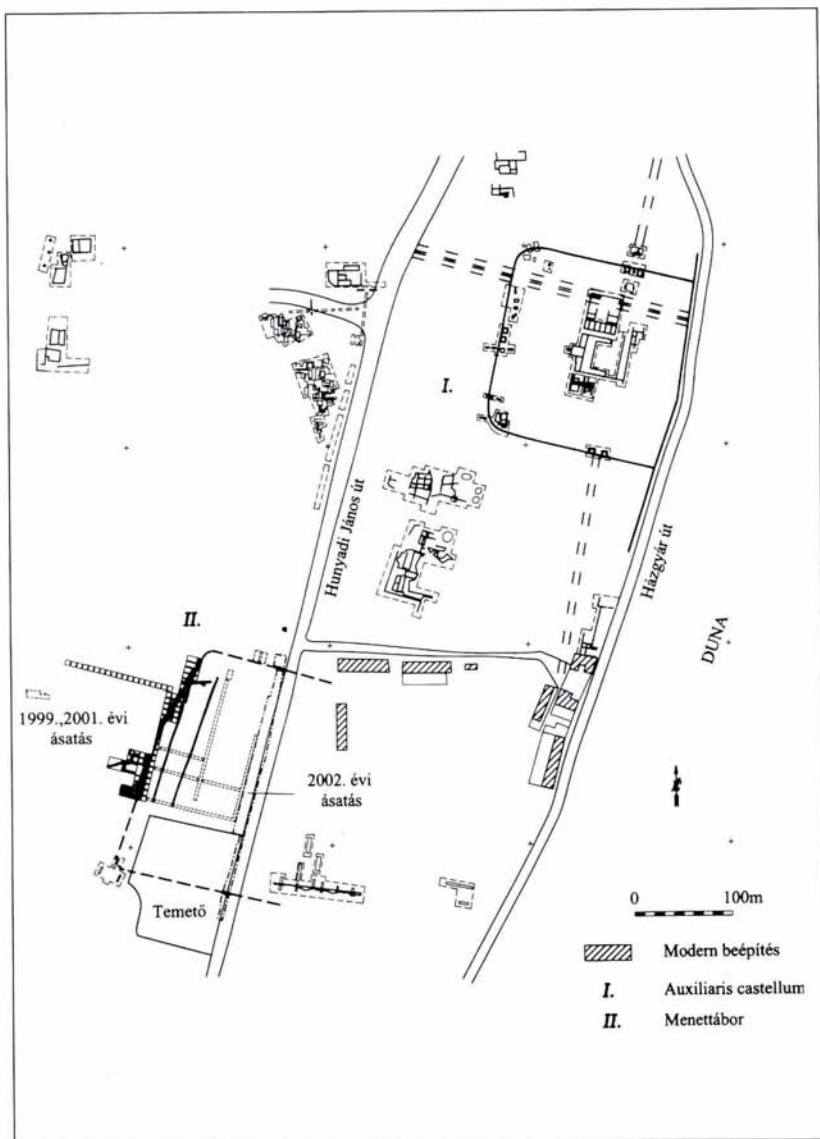 I.
Hunyadi János út
Házgyár út
DUNA
II.
1999.,2001. évi
ásatás
2002. évi
ásatás
Temető
0 100m
Modern beépítés
I. Auxiliaris castellum
II. Menettábor